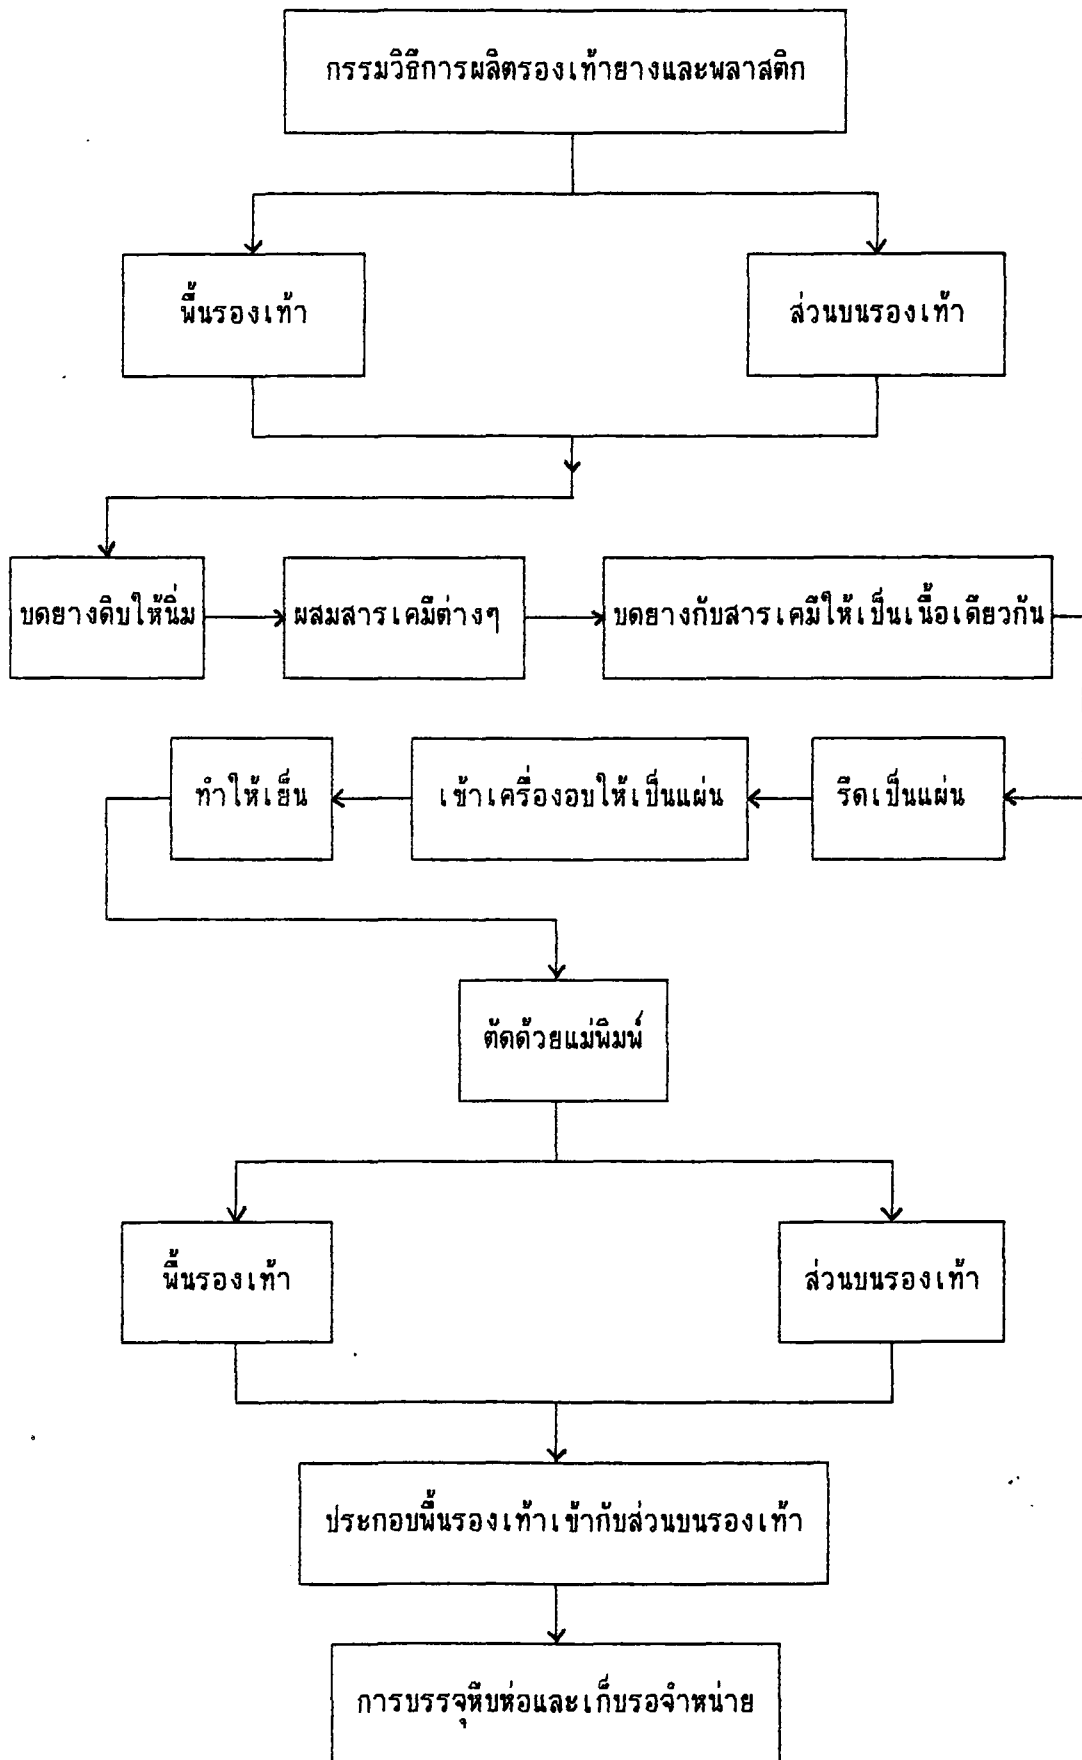 กรรมวิธีการผลิตรองเท้ายางและพลาสติก
พื้นรองเท้า
ส่วนบนรองเท้า
บดยางดิบให้นิ่ม
ผสมสารเคมีต่างๆ
บดยางกับสารเคมีให้เป็นเนื้อเดียวกัน
ทำให้เย็น
เข้าเครื่องอบให้เป็นแผ่น
รีดเป็นแผ่น
ตัดด้วยแม่พิมพ์
พื้นรองเท้า
ส่วนบนรองเท้า
ประกอบพื้นรองเท้าเข้ากับส่วนบนรองเท้า
การบรรจุหีบห่อและเก็บรอจำหน่าย